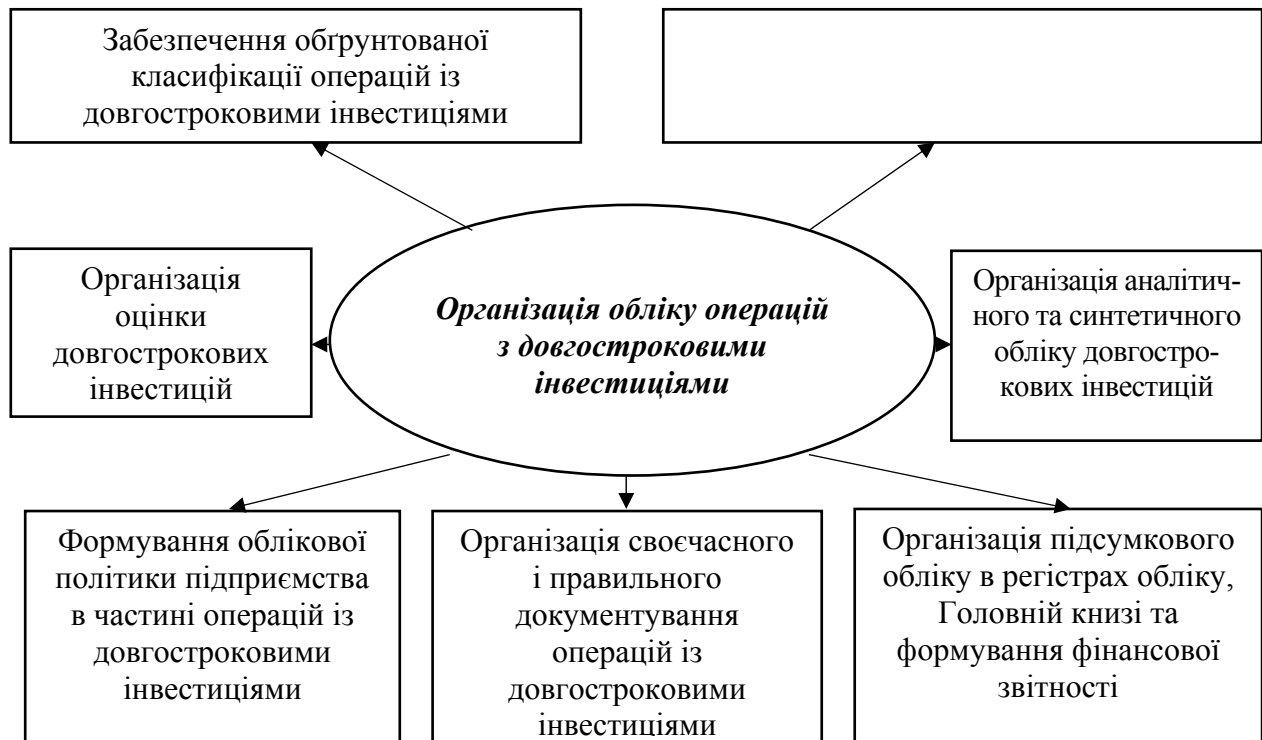 Забезпечення обґрунтованої
класифікації операцій із
довгостроковими інвестиціями
Організація
оцінки
довгострокових
інвестицій
Організація обліку операцій
з довгостроковими
інвестиціями
Організація аналітич-
ного та синтетичного
обліку довгостро-
кових інвестицій
Формування облікової
політики підприємства
в частині операцій із
довгостроковими
інвестиціями
Організація своєчасного
і правильного
документування
операцій із
довгостроковими
інвестиціями
Організація підсумкового
обліку в регістрах обліку,
Головній книзі та
формування фінансової
звітності